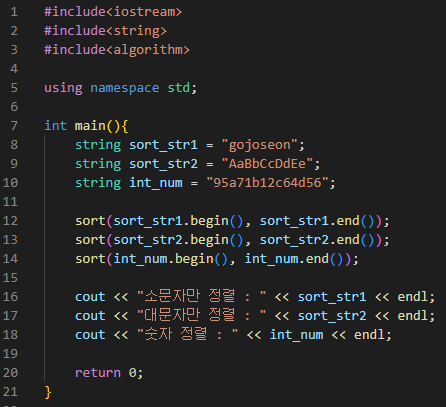 1 #include<iostream>
2 #include<string>
3 #include<algorithm>
4
5 using namespace std;
6
7 int main(){
8     string sort_str1 = "gojoseon";
9     string sort_str2 = "AaBbCcDdEe";
10     string int_num = "95a71b12c64d56";
11
12     sort(sort_str1.begin(), sort_str1.end());
13     sort(sort_str2.begin(), sort_str2.end());
14     sort(int_num.begin(), int_num.end());
15
16     cout << "소문자만 정렬 : " << sort_str1 << endl;
17     cout << "대문자만 정렬 : " << sort_str2 << endl;
18     cout << "숫자 정렬 : " << int_num << endl;
19
20     return 0;
21 }